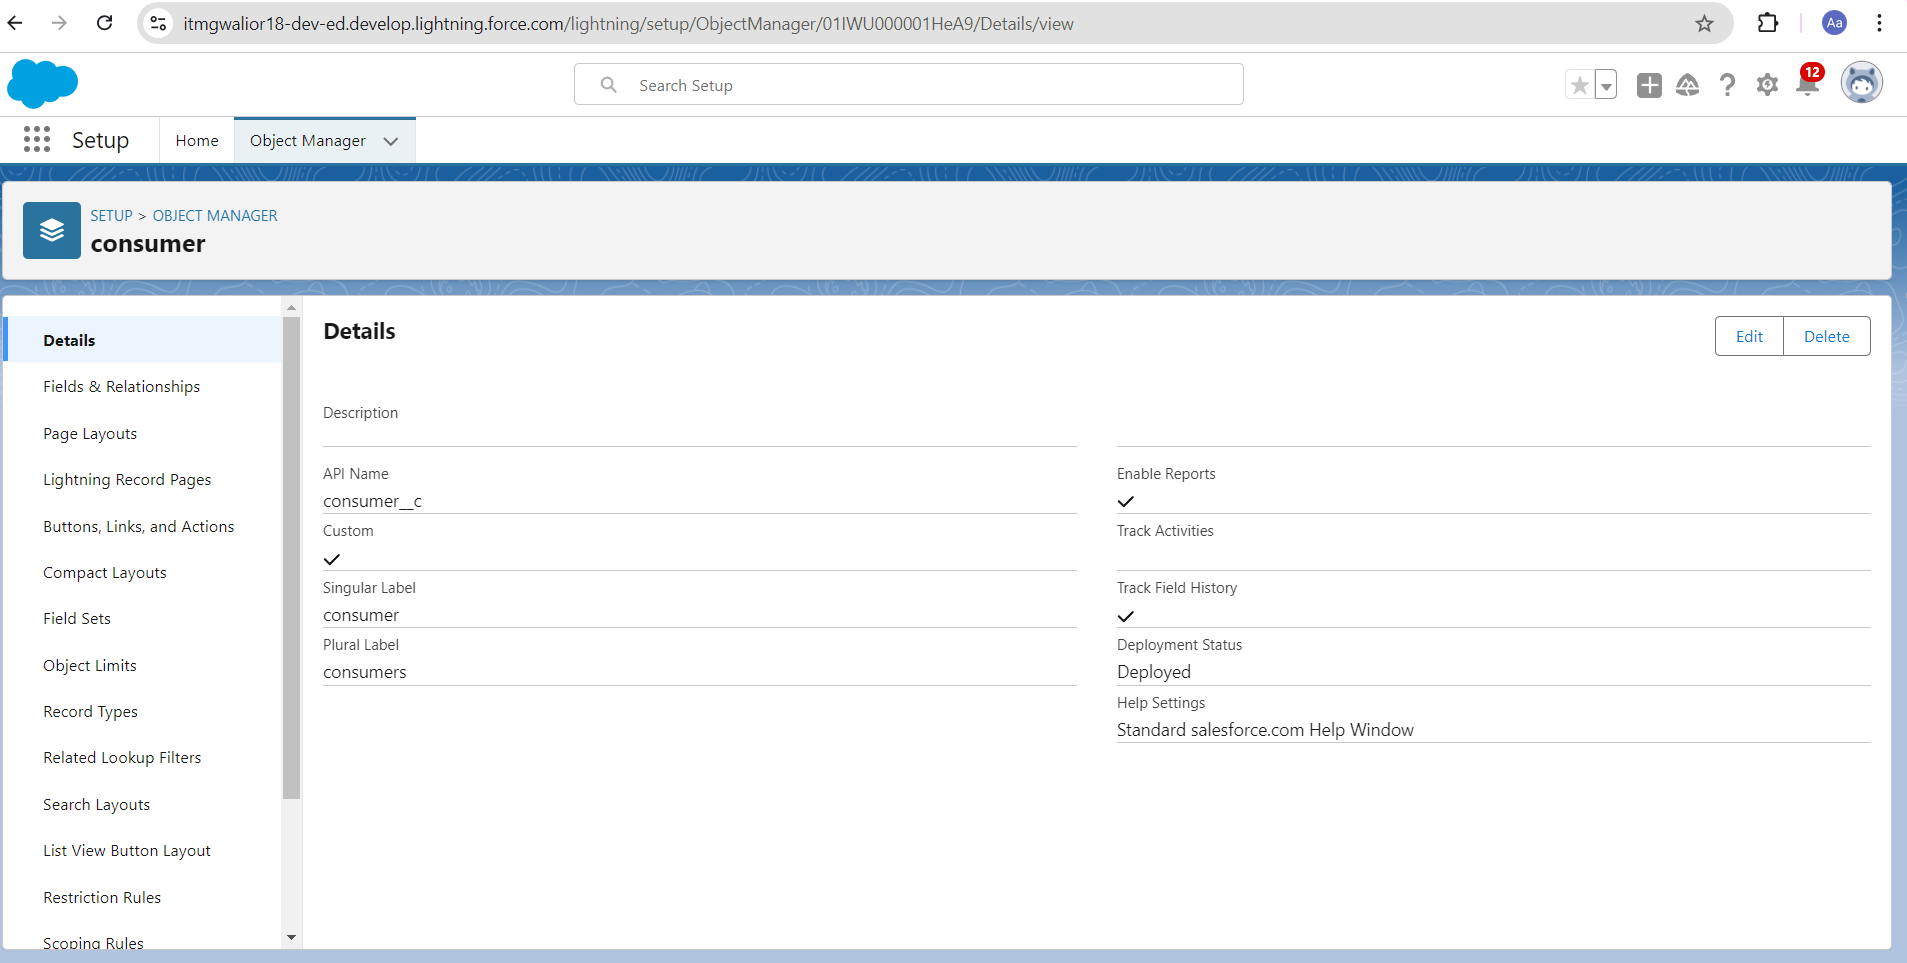 itmgwalior18-dev-ed.develop.lightning.force.com/lightning/setup/ObjectManager/01IWU000001HeA9/Details/view
Aa
Search Setup
12
Setup
Home
Object Manager
SETUP > OBJECT MANAGER
consumer
Details
Fields & Relationships
Page Layouts
Lightning Record Pages
Buttons, Links, and Actions
Compact Layouts
Field Sets
Object Limits
Record Types
Related Lookup Filters
Search Layouts
List View Button Layout
Restriction Rules
Scoping Rules
Details
Edit
Delete
Description
API Name
consumer__c
Custom
Singular Label
consumer
Plural Label
consumers
Enable Reports
Track Activities
Track Field History
Deployment Status
Deployed
Help Settings
Standard salesforce.com Help Window